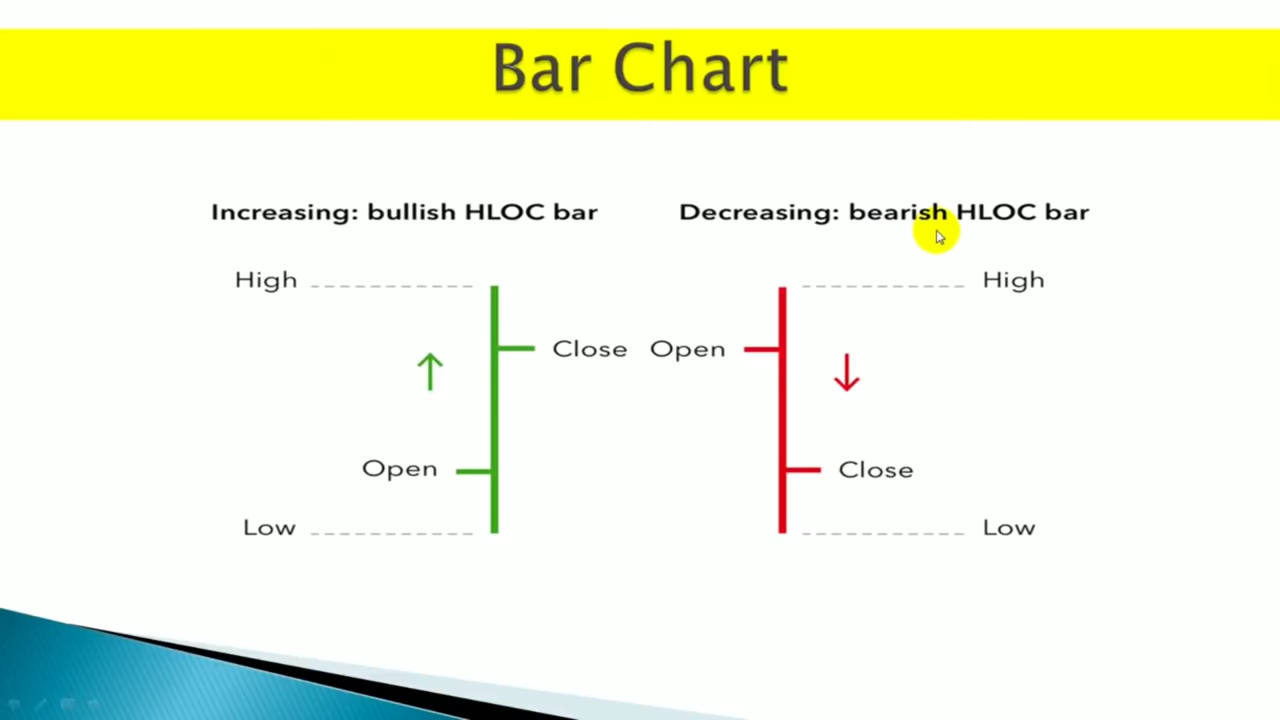 Bar Chart
Increasing: bullish HLOC bar
Decreasing: bearish HLOC bar
High
High
Close
Open
Open
Close
Low
Low